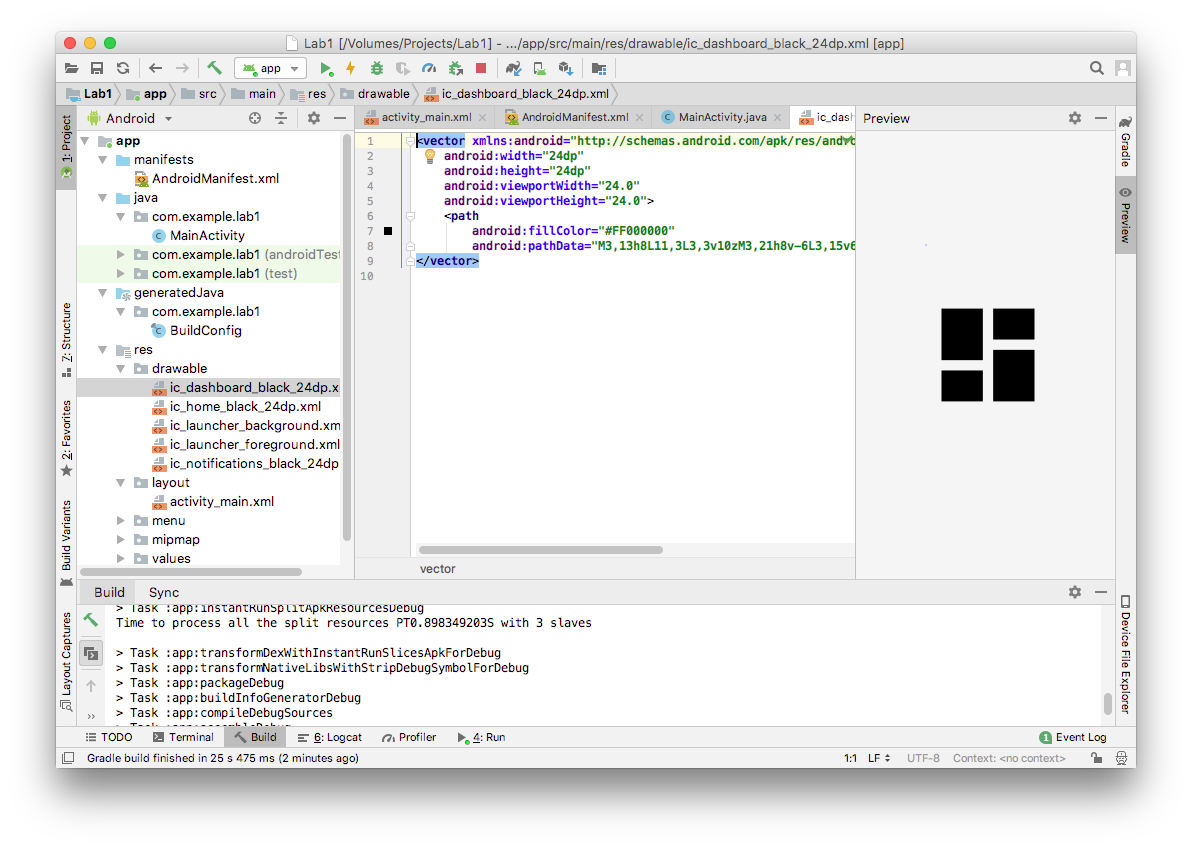 Lab1 [/Volumes/Projects/Lab1] - .../app/src/main/res/drawable/ic_dashboard_black_24dp.xml [app]
app
Lab1 app src main res drawable ic_dashboard_black_24dp.xml
1: Project
Z: Structure
2: Favorites
Build Variants
Layout Captures
Android
app
manifests
AndroidManifest.xml
java
com.example.lab1
MainActivity
com.example.lab1 (androidTest
com.example.lab1 (test)
generatedJava
com.example.lab1
BuildConfig
res
drawable
ic_dashboard_black_24dp.x
ic_home_black_24dp.xml
ic_launcher_background.xm
ic_launcher_foreground.xml
ic_notifications_black_24dp
layout
activity_main.xml
menu
mipmap
values
activity_main.xml AndroidManifest.xml MainActivity.java ic_dash
1 <vector xmlns:android="http://schemas.android.com/apk/res/andro
2 android:width="24dp"
3 android:height="24dp"
4 android:viewportWidth="24.0"
5 android:viewportHeight="24.0">
6 <path
7 android:fillColor="#FF000000"
8 android:pathData="M3,13h8L11,3L3,3v10zM3,21h8v-6L3,15v6
9 </vector>
10
vector
Preview
Gradle
Preview
Device File Explorer
Build Sync
> Task :app:instantRunSplitApkResourcesDebug
Time to process all the split resources PT0.898349203S with 3 slaves
> Task :app:transformDexWithInstantRunSlicesApkForDebug
> Task :app:transformNativeLibsWithStripDebugSymbolForDebug
> Task :app:packageDebug
> Task :app:buildInfoGeneratorDebug
> Task :app:compileDebugSources
> Task :app:assembleDebug
TODO Terminal Build 6: Logcat Profiler 4: Run 1 Event Log
Gradle build finished in 25 s 475 ms (2 minutes ago) 1:1 LF UTF-8 Context: <no context>